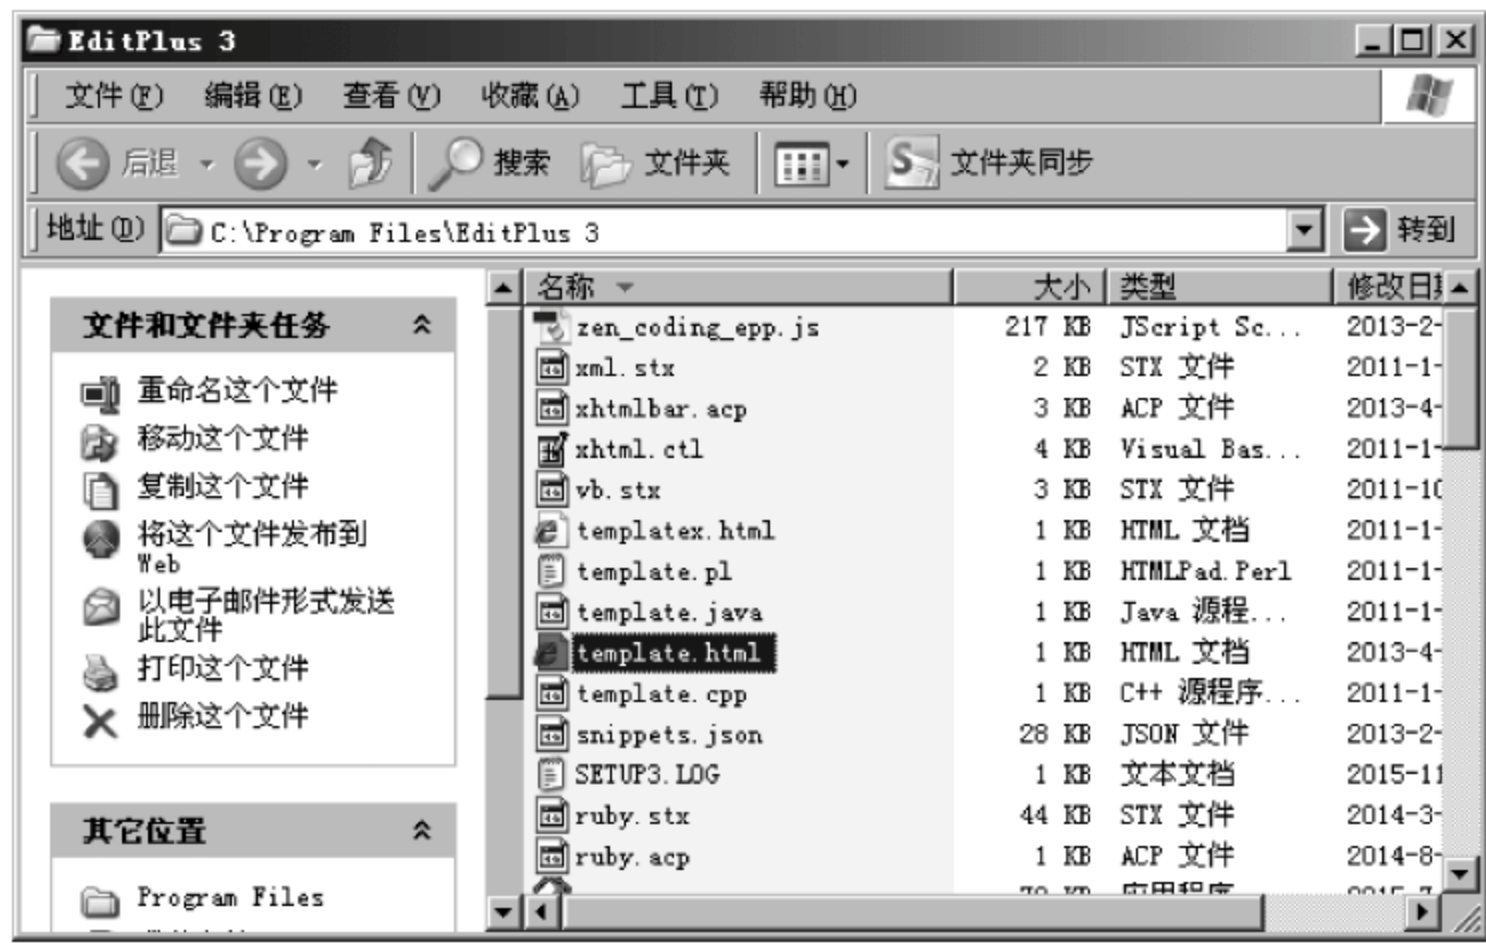 EditPlus 3
文件(F) 编辑(E) 查看(V) 收藏(A) 工具(T) 帮助(H)
后退 搜索 文件夹 文件夹同步
地址(D) C:\Program Files\EditPlus 3 转到
文件和文件夹任务
重命名这个文件
移动这个文件
复制这个文件
将这个文件发布到
Web
以电子邮件形式发送
此文件
打印这个文件
删除这个文件
其它位置
Program Files
名称 大小 类型 修改日
zen_coding_epp.js 217 KB JScript Sc... 2013-2-
xml.stx 2 KB STX 文件 2011-1-
xhtmlbar.acp 3 KB ACP 文件 2013-4-
xhtml.ctl 4 KB Visual Bas... 2011-1-
vb.stx 3 KB STX 文件 2011-10
templatex.html 1 KB HTML 文档 2011-1-
template.pl 1 KB HTMLPad.Perl 2011-1-
template.java 1 KB Java 源程... 2011-1-
template.html 1 KB HTML 文档 2013-4-
template.cpp 1 KB C++ 源程序... 2011-1-
snippets.json 28 KB JSON 文件 2013-2-
SETUP3.LOG 1 KB 文本文档 2015-11
ruby.stx 44 KB STX 文件 2014-3-
ruby.acp 1 KB ACP 文件 2014-8-